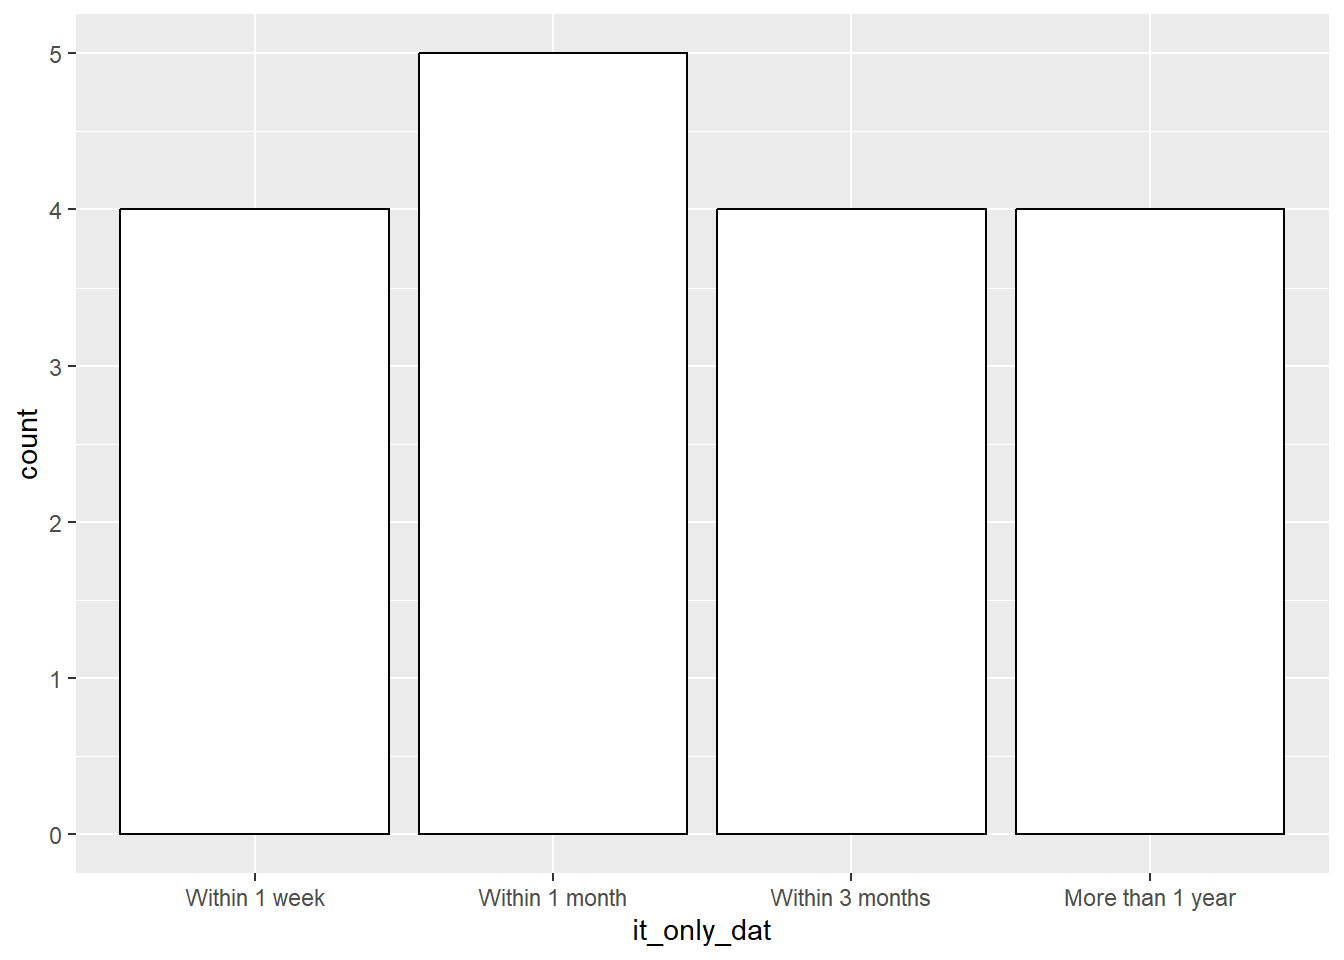 5
4
3
2
1
0
count
Within 1 week
Within 1 month
Within 3 months
More than 1 year
it_only_dat